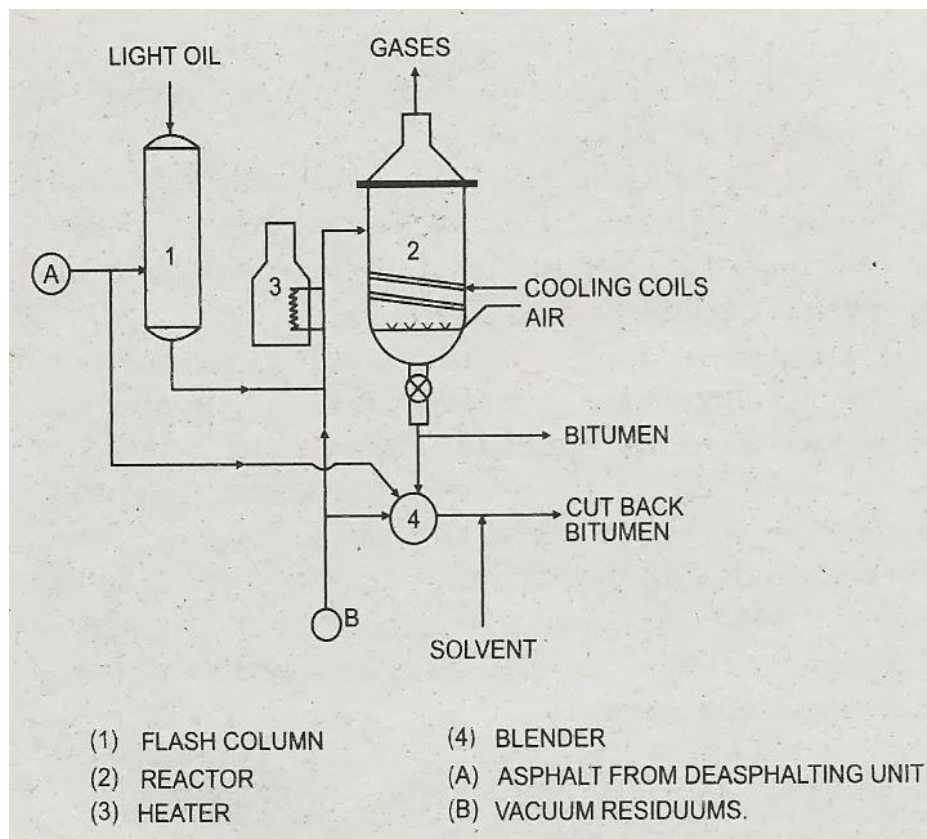 LIGHT OIL
GASES
A
1
2
3
COOLING COILS
AIR
BITUMEN
4
CUT BACK
BITUMEN
B
SOLVENT
(1) FLASH COLUMN
(2) REACTOR
(3) HEATER
(4) BLENDER
(A) ASPHALT FROM DEASPHALTING UNIT
(B) VACUUM RESIDUUMS.